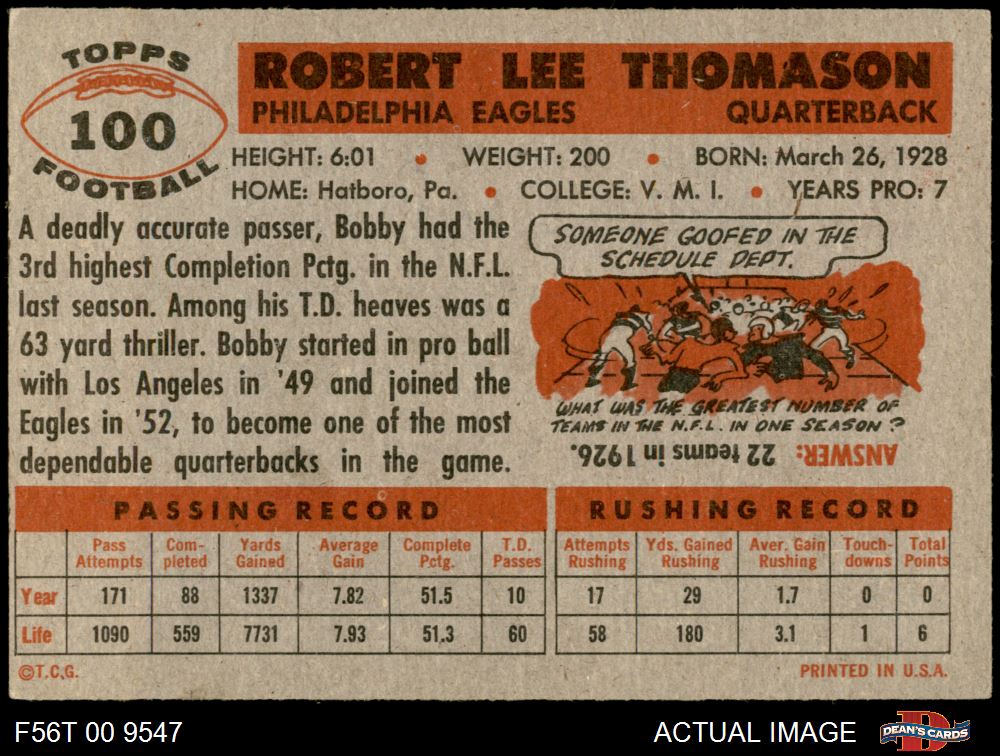 TOPPS
100
FOOTBALL
ROBERT LEE THOMASON
PHILADELPHIA EAGLES QUARTERBACK
HEIGHT: 6:01 • WEIGHT: 200 • BORN: March 26, 1928
HOME: Hatboro, Pa. • COLLEGE: V. M. I. • YEARS PRO: 7
A deadly accurate passer, Bobby had the
3rd highest Completion Pctg. in the N.F.L.
last season. Among his T.D. heaves was a
63 yard thriller. Bobby started in pro ball
with Los Angeles in '49 and joined the
Eagles in '52, to become one of the most
dependable quarterbacks in the game.
SOMEONE GOOFED IN THE
SCHEDULE DEPT.
WHAT WAS THE GREATEST NUMBER OF
TEAMS IN THE N.F.L. IN ONE SEASON?
ANSWER: 22 teams in 1926.
PASSING RECORD
Pass Attempts Com-pleted Yards Gained Average Gain Complete Pctg. T.D. Passes
Year 171 88 1337 7.82 51.5 10
Life 1090 559 7731 7.93 51.3 60
RUSHING RECORD
Attempts Rushing Yds. Gained Rushing Aver. Gain Rushing Touch-downs Total Points
17 29 1.7 0 0
58 180 3.1 1 6
©T.C.G. PRINTED IN U.S.A.
F56T 00 9547 ACTUAL IMAGE DEAN'S CARDS